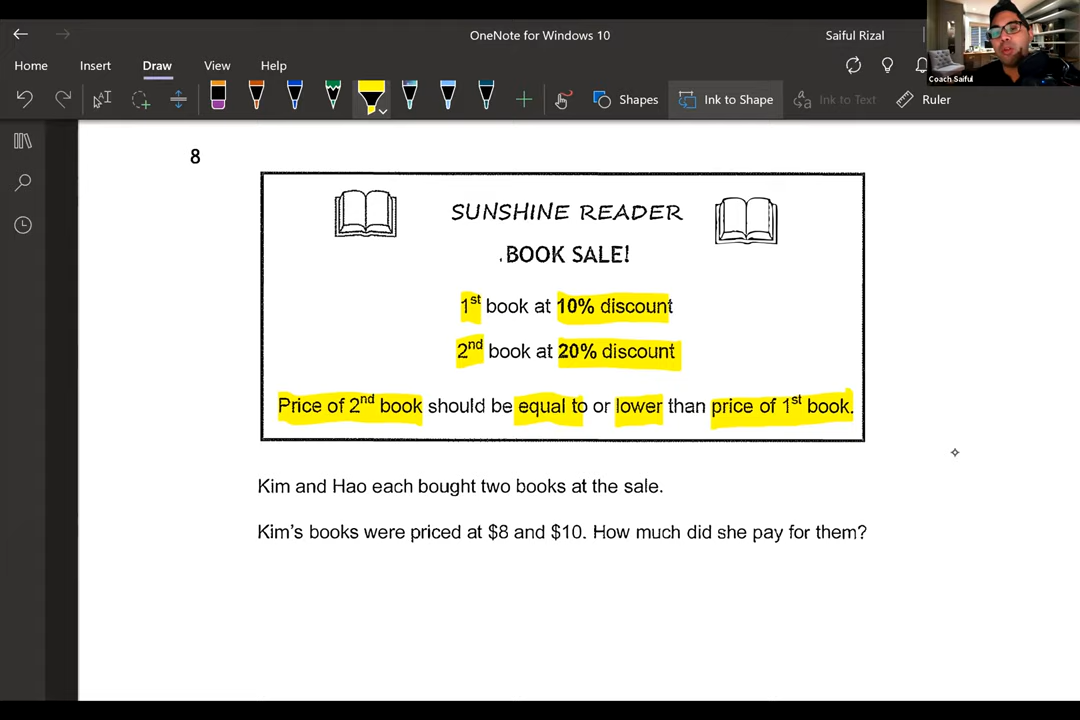 OneNote for Windows 10
Saiful Rizal
Coach Saiful
Home Insert Draw View Help
Shapes Ink to Shape Ink to Text Ruler
8
SUNSHINE READER
BOOK SALE!
1st book at 10% discount
2nd book at 20% discount
Price of 2nd book should be equal to or lower than price of 1st book.
Kim and Hao each bought two books at the sale.
Kim's books were priced at $8 and $10. How much did she pay for them?